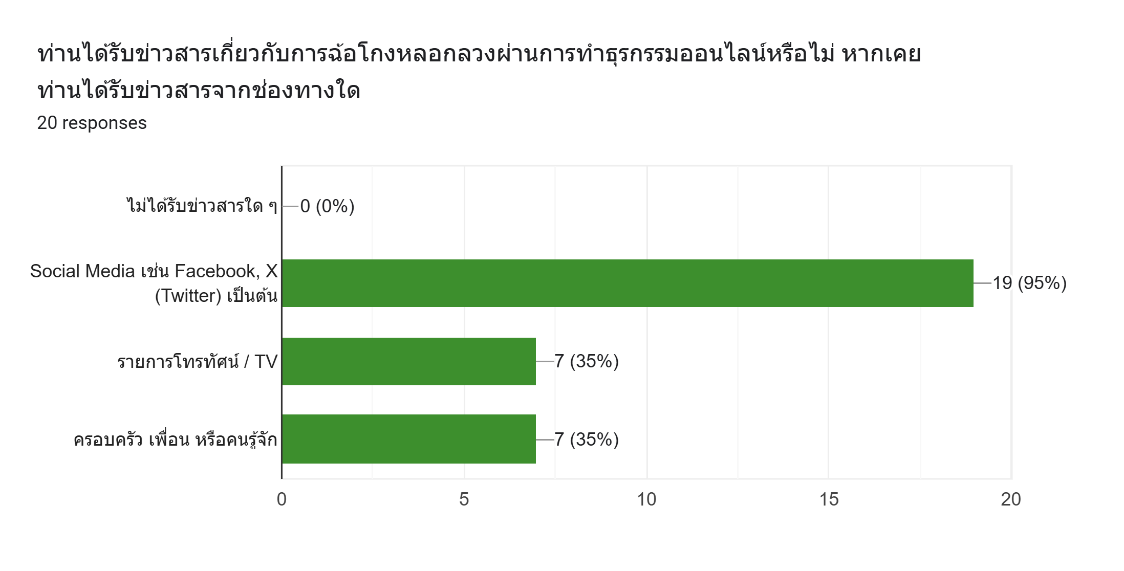 ท่านได้รับข่าวสารเกี่ยวกับการฉ้อโกงหลอกลวงผ่านการทำธุรกรรมออนไลน์หรือไม่ หากเคย
ท่านได้รับข่าวสารจากช่องทางใด
20 responses
ไม่ได้รับข่าวสารใด ๆ
0 (0%)
Social Media เช่น Facebook, X
(Twitter) เป็นต้น
19 (95%)
รายการโทรทัศน์ / TV
7 (35%)
ครอบครัว เพื่อน หรือคนรู้จัก
7 (35%)
0 5 10 15 20